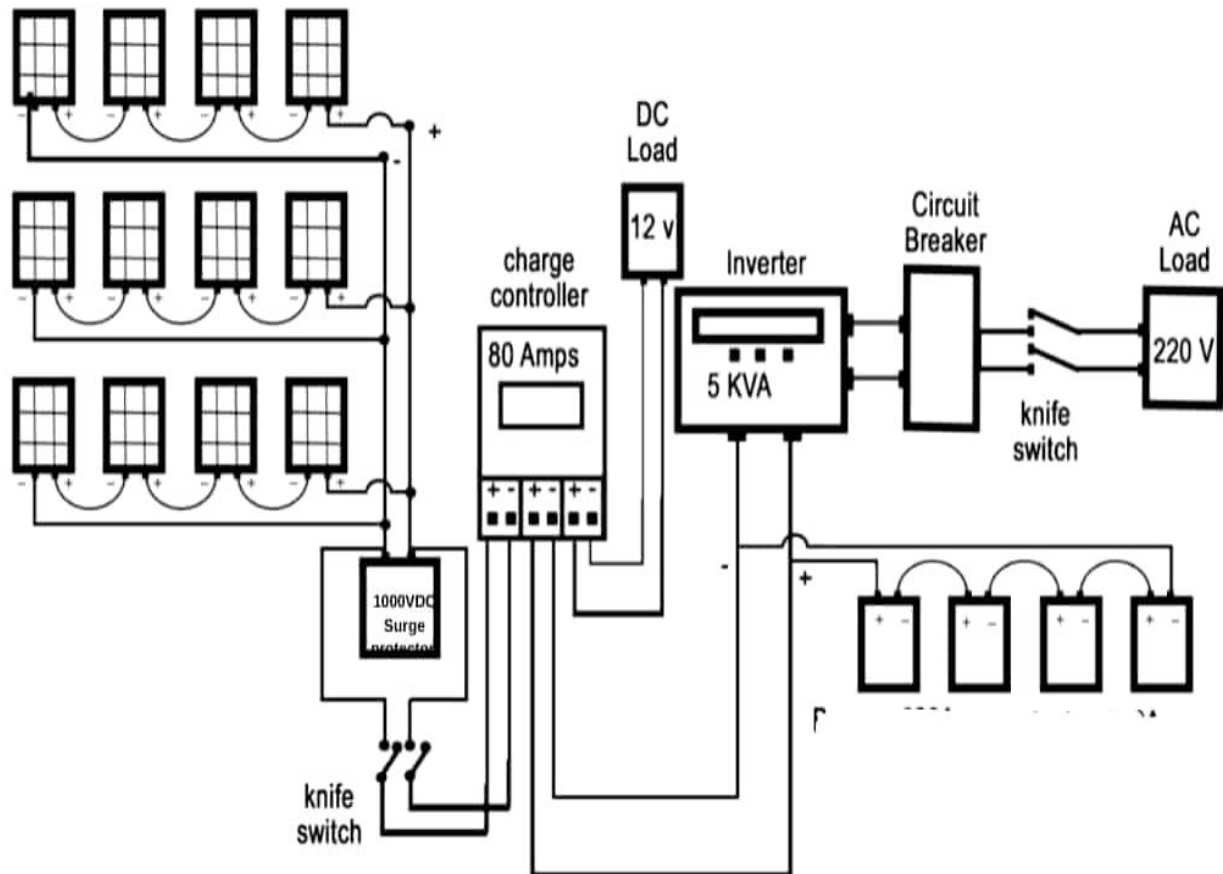 - + - + - + - +
+
-
- + - + - + - +
- + - + - + - +
DC
Load
12 v
charge
controller
80 Amps
+ - + - + -
Inverter
5 KVA
Circuit
Breaker
AC
Load
220 V
knife
switch
-
+
+ - + - + - + -
1000VDC
Surge
protector
knife
switch